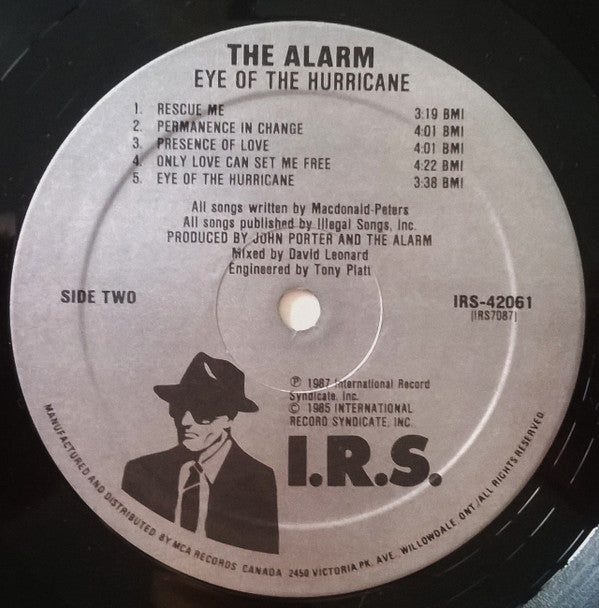 THE ALARM
EYE OF THE HURRICANE
1. RESCUE ME 3:19 BMI
2. PERMANENCE IN CHANGE 4:01 BMI
3. PRESENCE OF LOVE 4:01 BMI
4. ONLY LOVE CAN SET ME FREE 4:22 BMI
5. EYE OF THE HURRICANE 3:38 BMI
All songs written by Macdonald-Peters
All songs published by Illegal Songs, Inc.
PRODUCED BY JOHN PORTER AND THE ALARM
Mixed by David Leonard
Engineered by Tony Platt
SIDE TWO
IRS-42061
[IRS7087]
℗ 1987 International Record
Syndicate, Inc.
© 1985 INTERNATIONAL
RECORD SYNDICATE, INC.
I.R.S.
MANUFACTURED AND DISTRIBUTED BY MCA RECORDS CANADA 2450 VICTORIA PK. AVE. WILLOWDALE, ONT./ALL RIGHTS RESERVED.